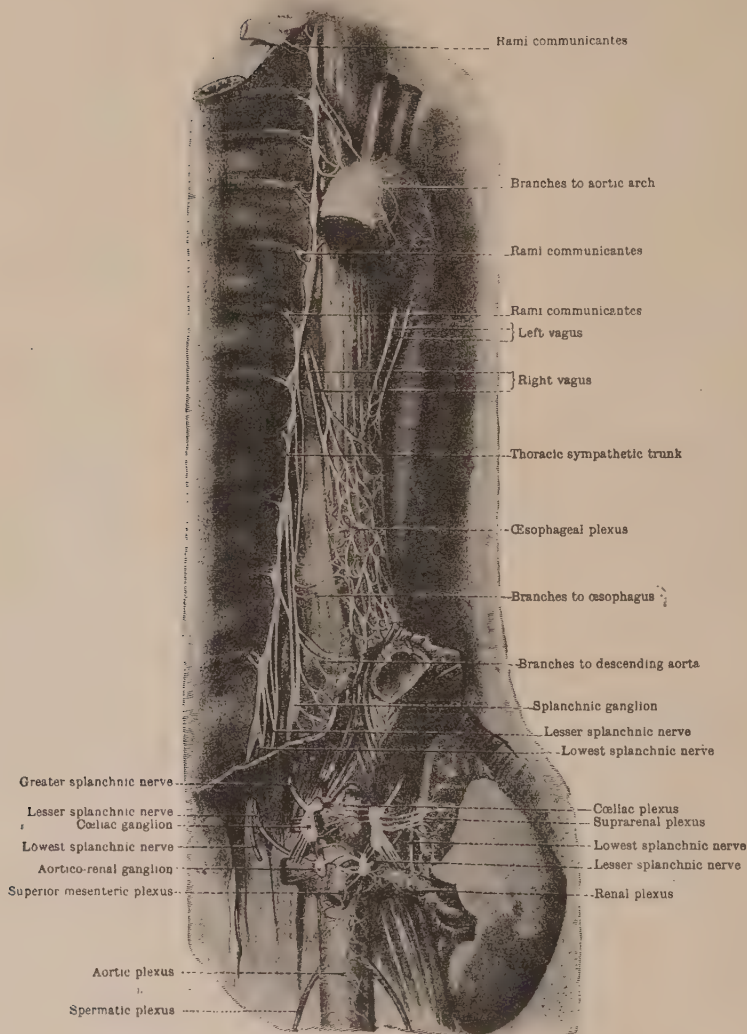 Rami communicantes
Branches to aortic arch
Rami communicantes
Rami communicantes
Left vagus
Right vagus
Thoracic sympathetic trunk
Œsophageal plexus
Branches to œsophagus
Branches to descending aorta
Splanchnic ganglion
Lesser splanchnic nerve
Lowest splanchnic nerve
Greater splanchnic nerve
Lesser splanchnic nerve
Cœliac ganglion
Lowest splanchnic nerve
Aortico-renal ganglion
Superior mesenteric plexus
Aortic plexus
Spermatic plexus
Cœliac plexus
Suprarenal plexus
Lowest splanchnic nerve
Lesser splanchnic nerve
Renal plexus